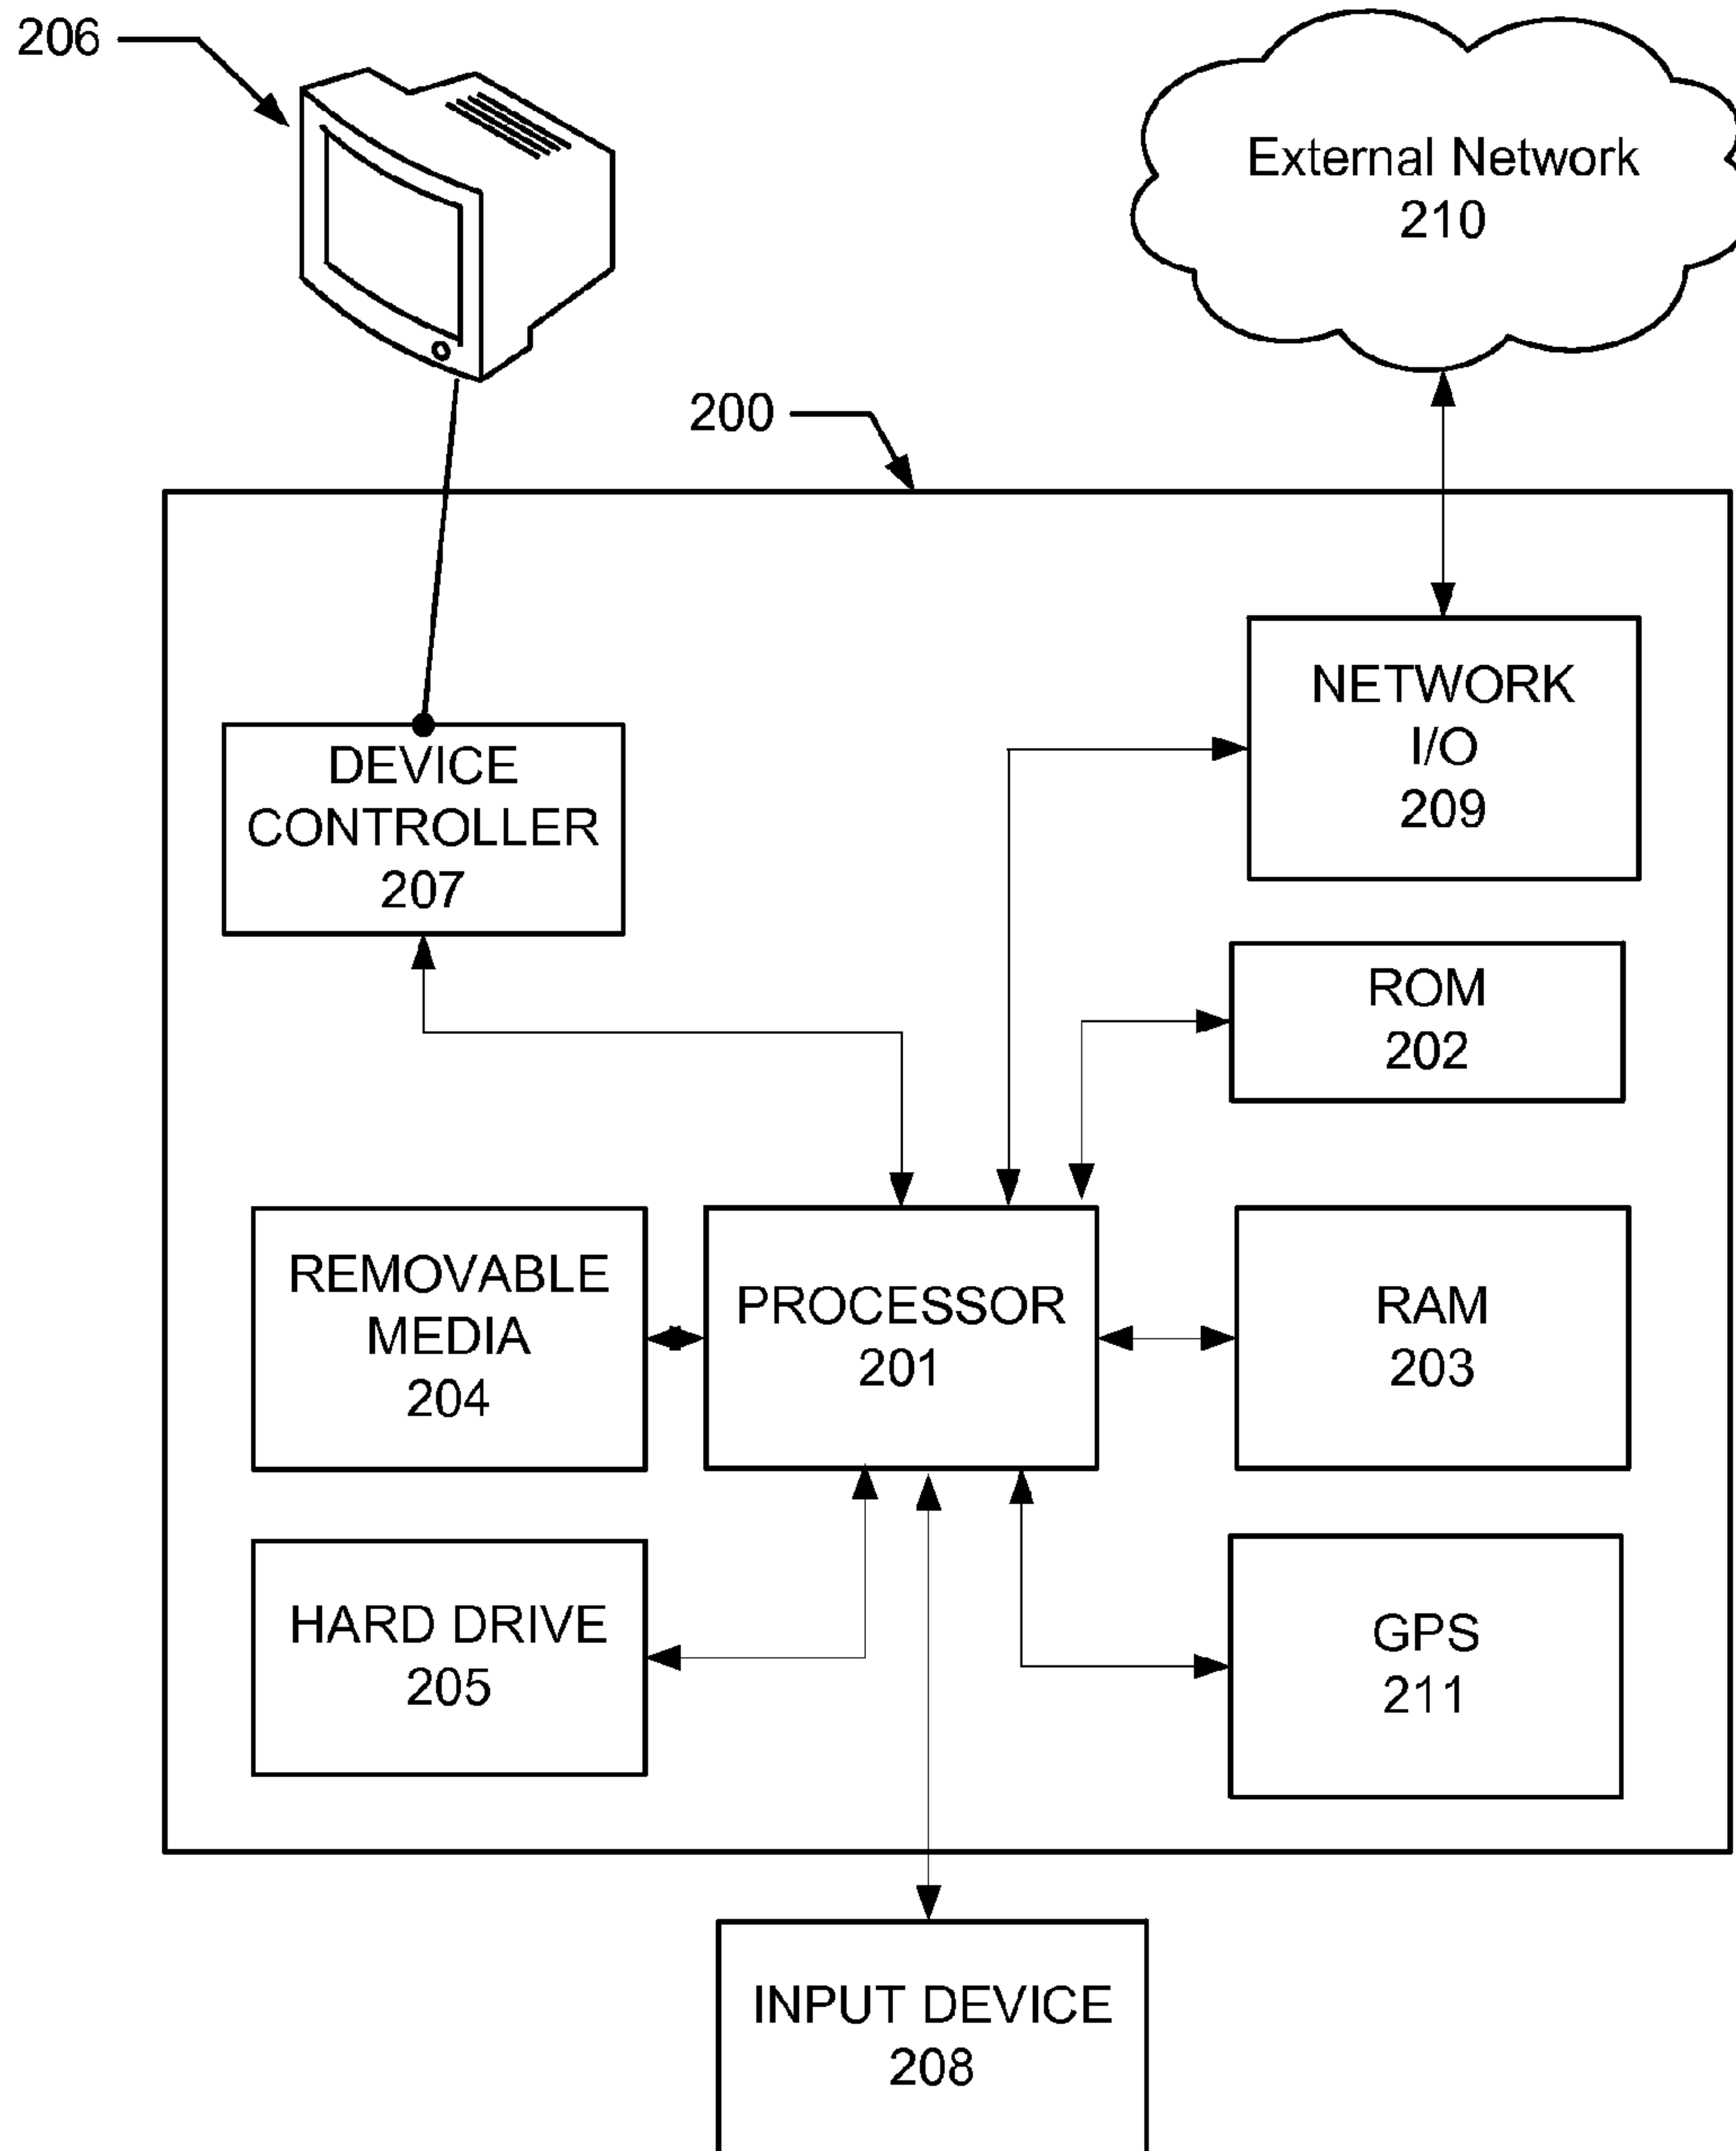 206
External Network
210
200
NETWORK
I/O
209
DEVICE
CONTROLLER
207
ROM
202
REMOVABLE
MEDIA
204
PROCESSOR
201
RAM
203
HARD DRIVE
205
GPS
211
INPUT DEVICE
208